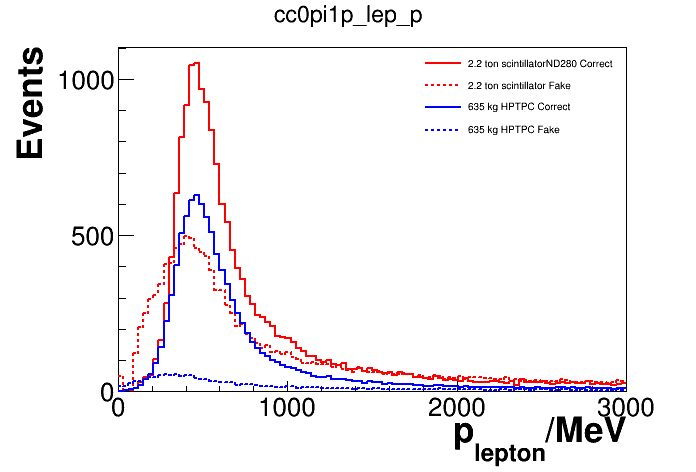 cc0pi1p_lep_p
Events
1000
500
0
2.2 ton scintillatorND280 Correct
2.2 ton scintillator Fake
635 kg HPTPC Correct
635 kg HPTPC Fake
0 1000 2000 3000
p_lepton/MeV